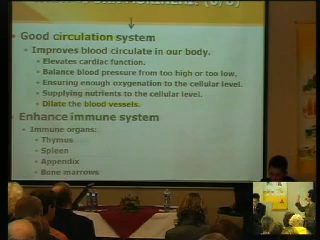 Good circulation system
Improves blood circulate in our body.
Elevates cardiac function.
Balance blood pressure from too high or too low.
Ensuring enough oxygenation to the cellular level.
Supplying nutrients to the cellular level.
Dilate the blood vessels.
Enhance immune system
Immune organs:
Thymus
Spleen
Appendix
Bone marrows